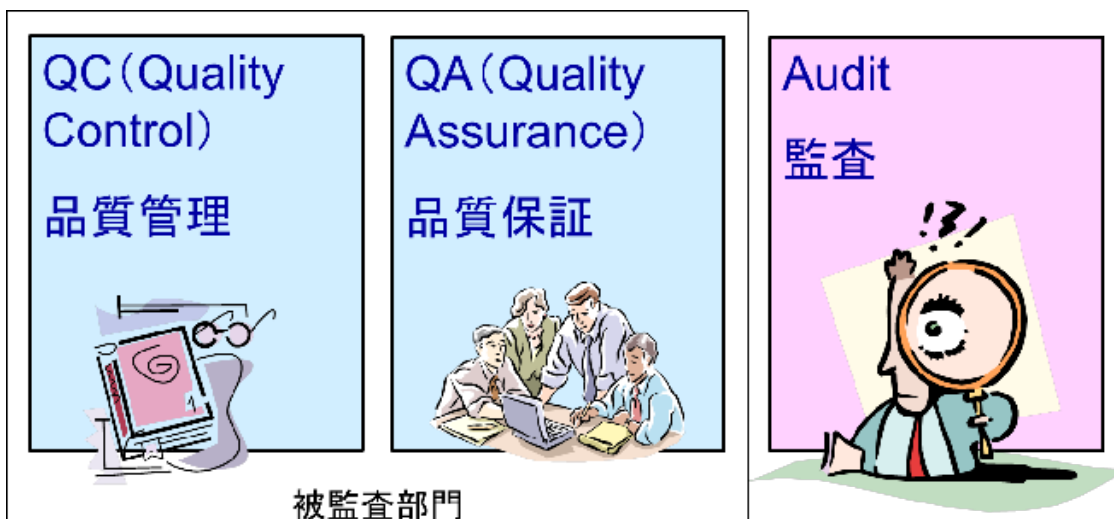 QC（Quality
Control）
品質管理
QA（Quality
Assurance）
品質保証
Audit
監査
!?!
被監査部門